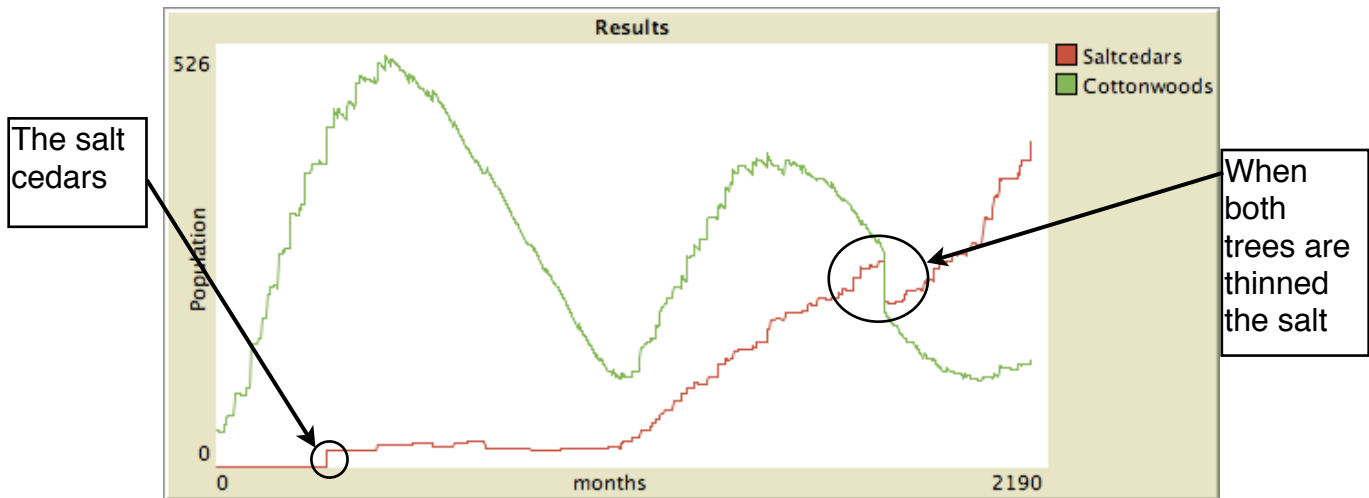 Results
526
Saltcedars
Cottonwoods
The salt
cedars
Population
When
both
trees are
thinned
the salt
0
0
months
2190